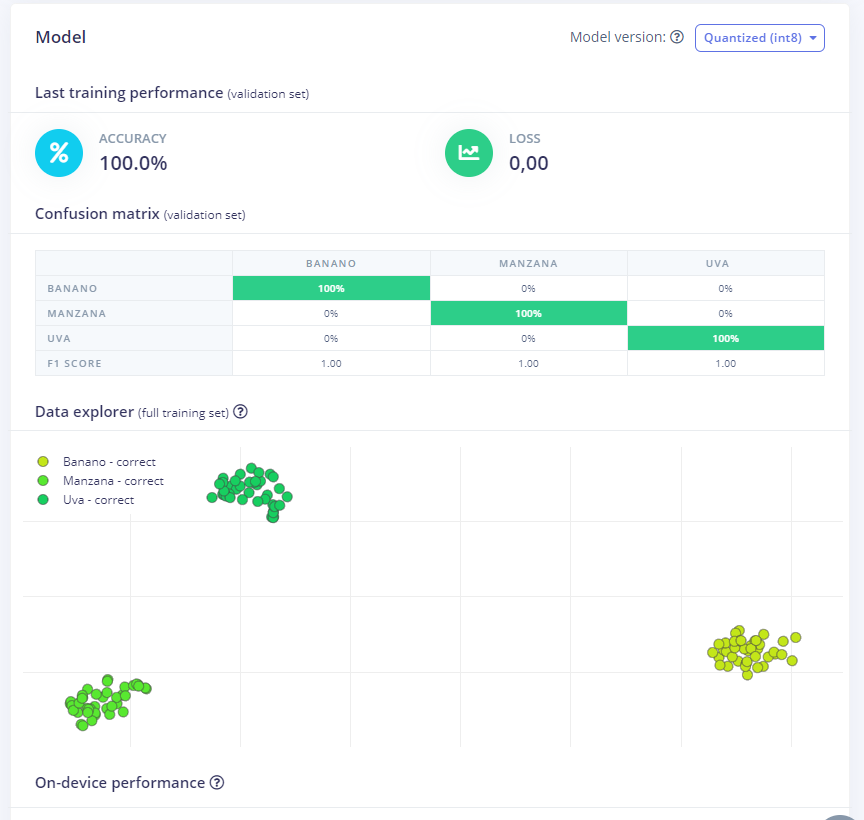 Model
Model version: Quantized (int8)
Last training performance (validation set)
% ACCURACY
100.0%
LOSS
0,00
Confusion matrix (validation set)
BANANO MANZANA UVA
BANANO 100% 0% 0%
MANZANA 0% 100% 0%
UVA 0% 0% 100%
F1 SCORE 1.00 1.00 1.00
Data explorer (full training set) ?
Banano - correct
Manzana - correct
Uva - correct
On-device performance ?